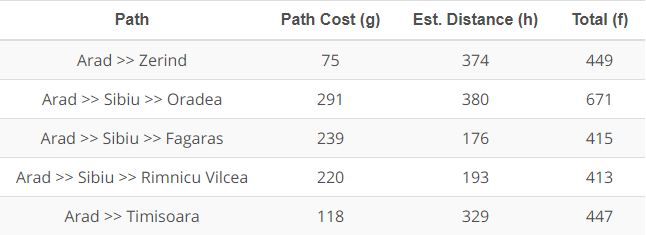 Path Path Cost (g) Est. Distance (h) Total (f)
Arad >> Zerind 75 374 449
Arad >> Sibiu >> Oradea 291 380 671
Arad >> Sibiu >> Fagaras 239 176 415
Arad >> Sibiu >> Rimnicu Vilcea 220 193 413
Arad >> Timisoara 118 329 447